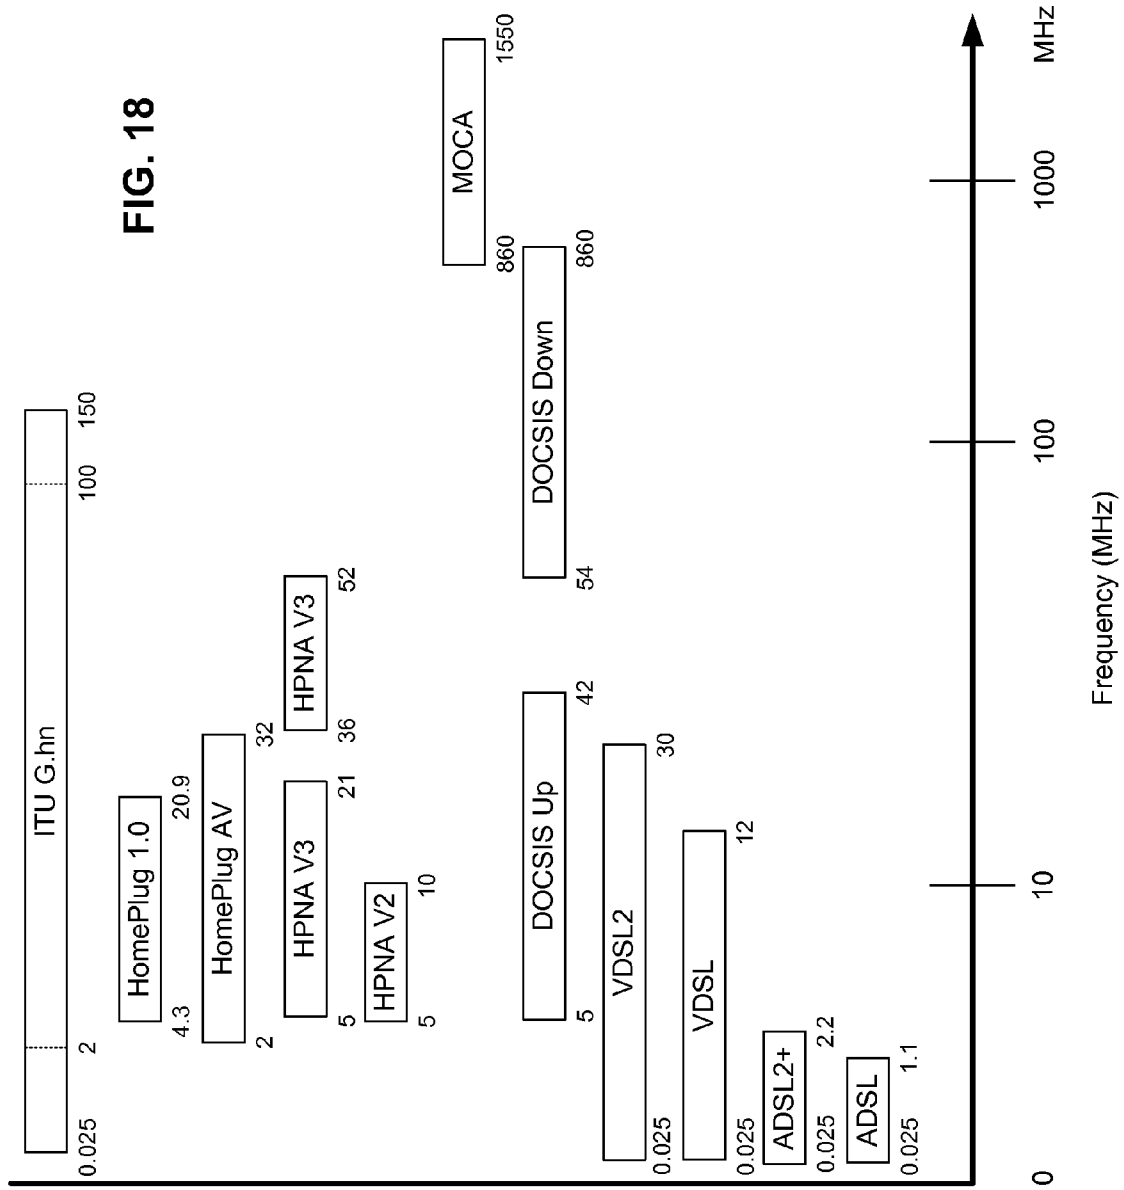 FIG. 18
ITU G.hn
0.025 2 100 150
HomePlug 1.0
4.3 20.9
HomePlug AV
2 32
HPNA V3 HPNA V3
5 21 36 52
HPNA V2
5 10
MOCA
860 1550
DOCSIS Up DOCSIS Down
5 42 54 860
VDSL2
0.025 30
VDSL
0.025 12
ADSL2+
0.025 2.2
ADSL
0.025 1.1
0 10 100 1000 MHz
Frequency (MHz)